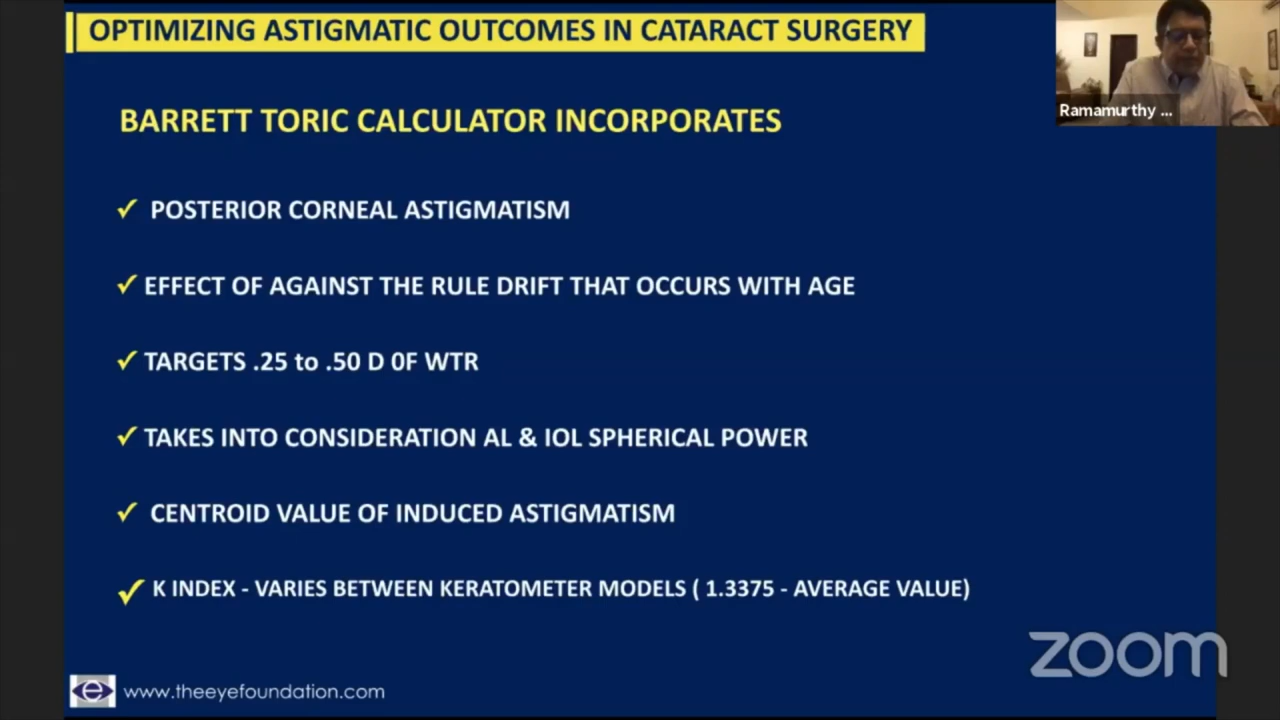 OPTIMIZING ASTIGMATIC OUTCOMES IN CATARACT SURGERY
Ramamurthy ...
BARRETT TORIC CALCULATOR INCORPORATES
✓ POSTERIOR CORNEAL ASTIGMATISM
✓ EFFECT OF AGAINST THE RULE DRIFT THAT OCCURS WITH AGE
✓ TARGETS .25 to .50 D 0F WTR
✓ TAKES INTO CONSIDERATION AL & IOL SPHERICAL POWER
✓ CENTROID VALUE OF INDUCED ASTIGMATISM
✓ K INDEX - VARIES BETWEEN KERATOMETER MODELS ( 1.3375 - AVERAGE VALUE)
zoom
e www.theeyefoundation.com